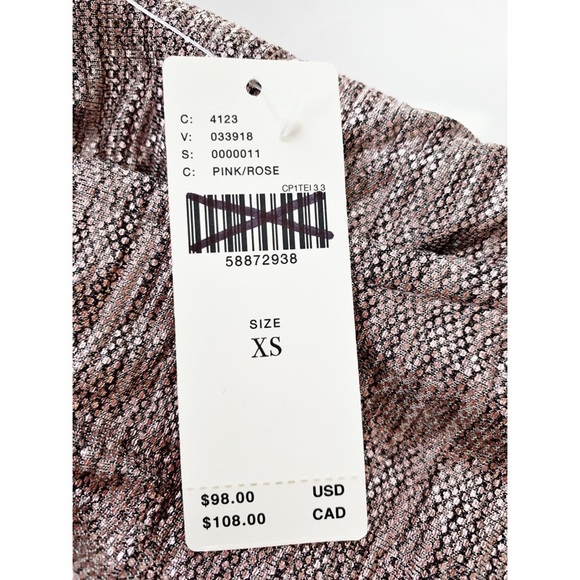 C: 4123
V: 033918
S: 0000011
C: PINK/ROSE
CP1TEI 3.3
58872938
SIZE
XS
$98.00 USD
$108.00 CAD